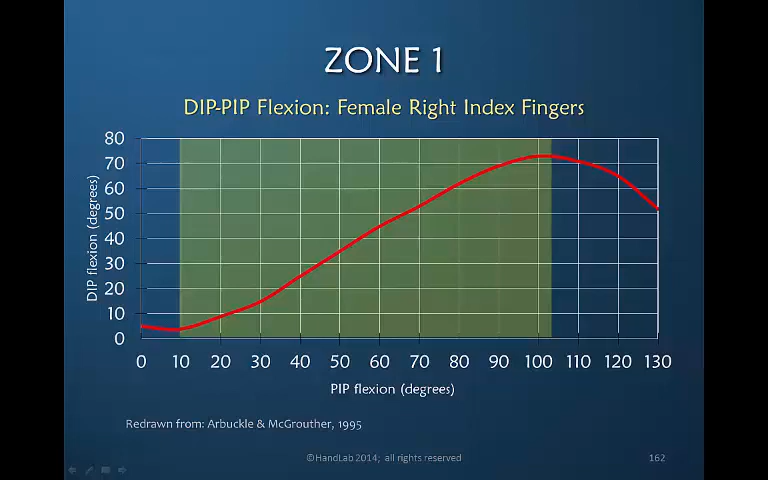 ZONE 1
DIP-PIP Flexion: Female Right Index Fingers
80
70
60
50
40
30
20
10
0
DIP flexion (degrees)
0 10 20 30 40 50 60 70 80 90 100 110 120 130
PIP flexion (degrees)
Redrawn from: Arbuckle & McGrouther, 1995
©HandLab 2014; all rights reserved
162